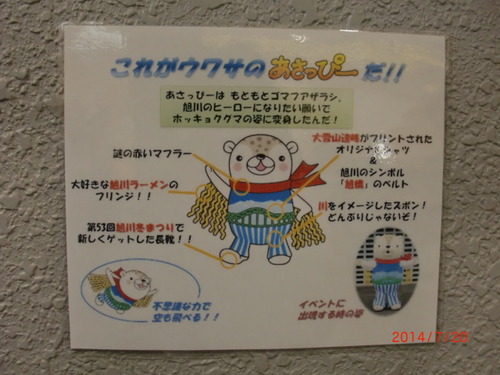 これがウワサのあさっぴーだ!!
あさっぴーは もともとゴマフアザラシ。
旭川のヒーローになりたい願いで
ホッキョクグマの姿に変身したんだ!
謎の赤いマフラー
大好きな旭川ラーメンの
フリンジ!!
第53回旭川冬まつりで
新しくゲットした長靴!!
大雪山連峰がプリントされた
オリジナルシャツ
&
旭川のシンボル
「旭橋」のベルト
川をイメージしたズボン!
どんぶりじゃないぞ!
不思議な力で
空も飛べる!!
イベントに
出現する時の姿
2014/7/26